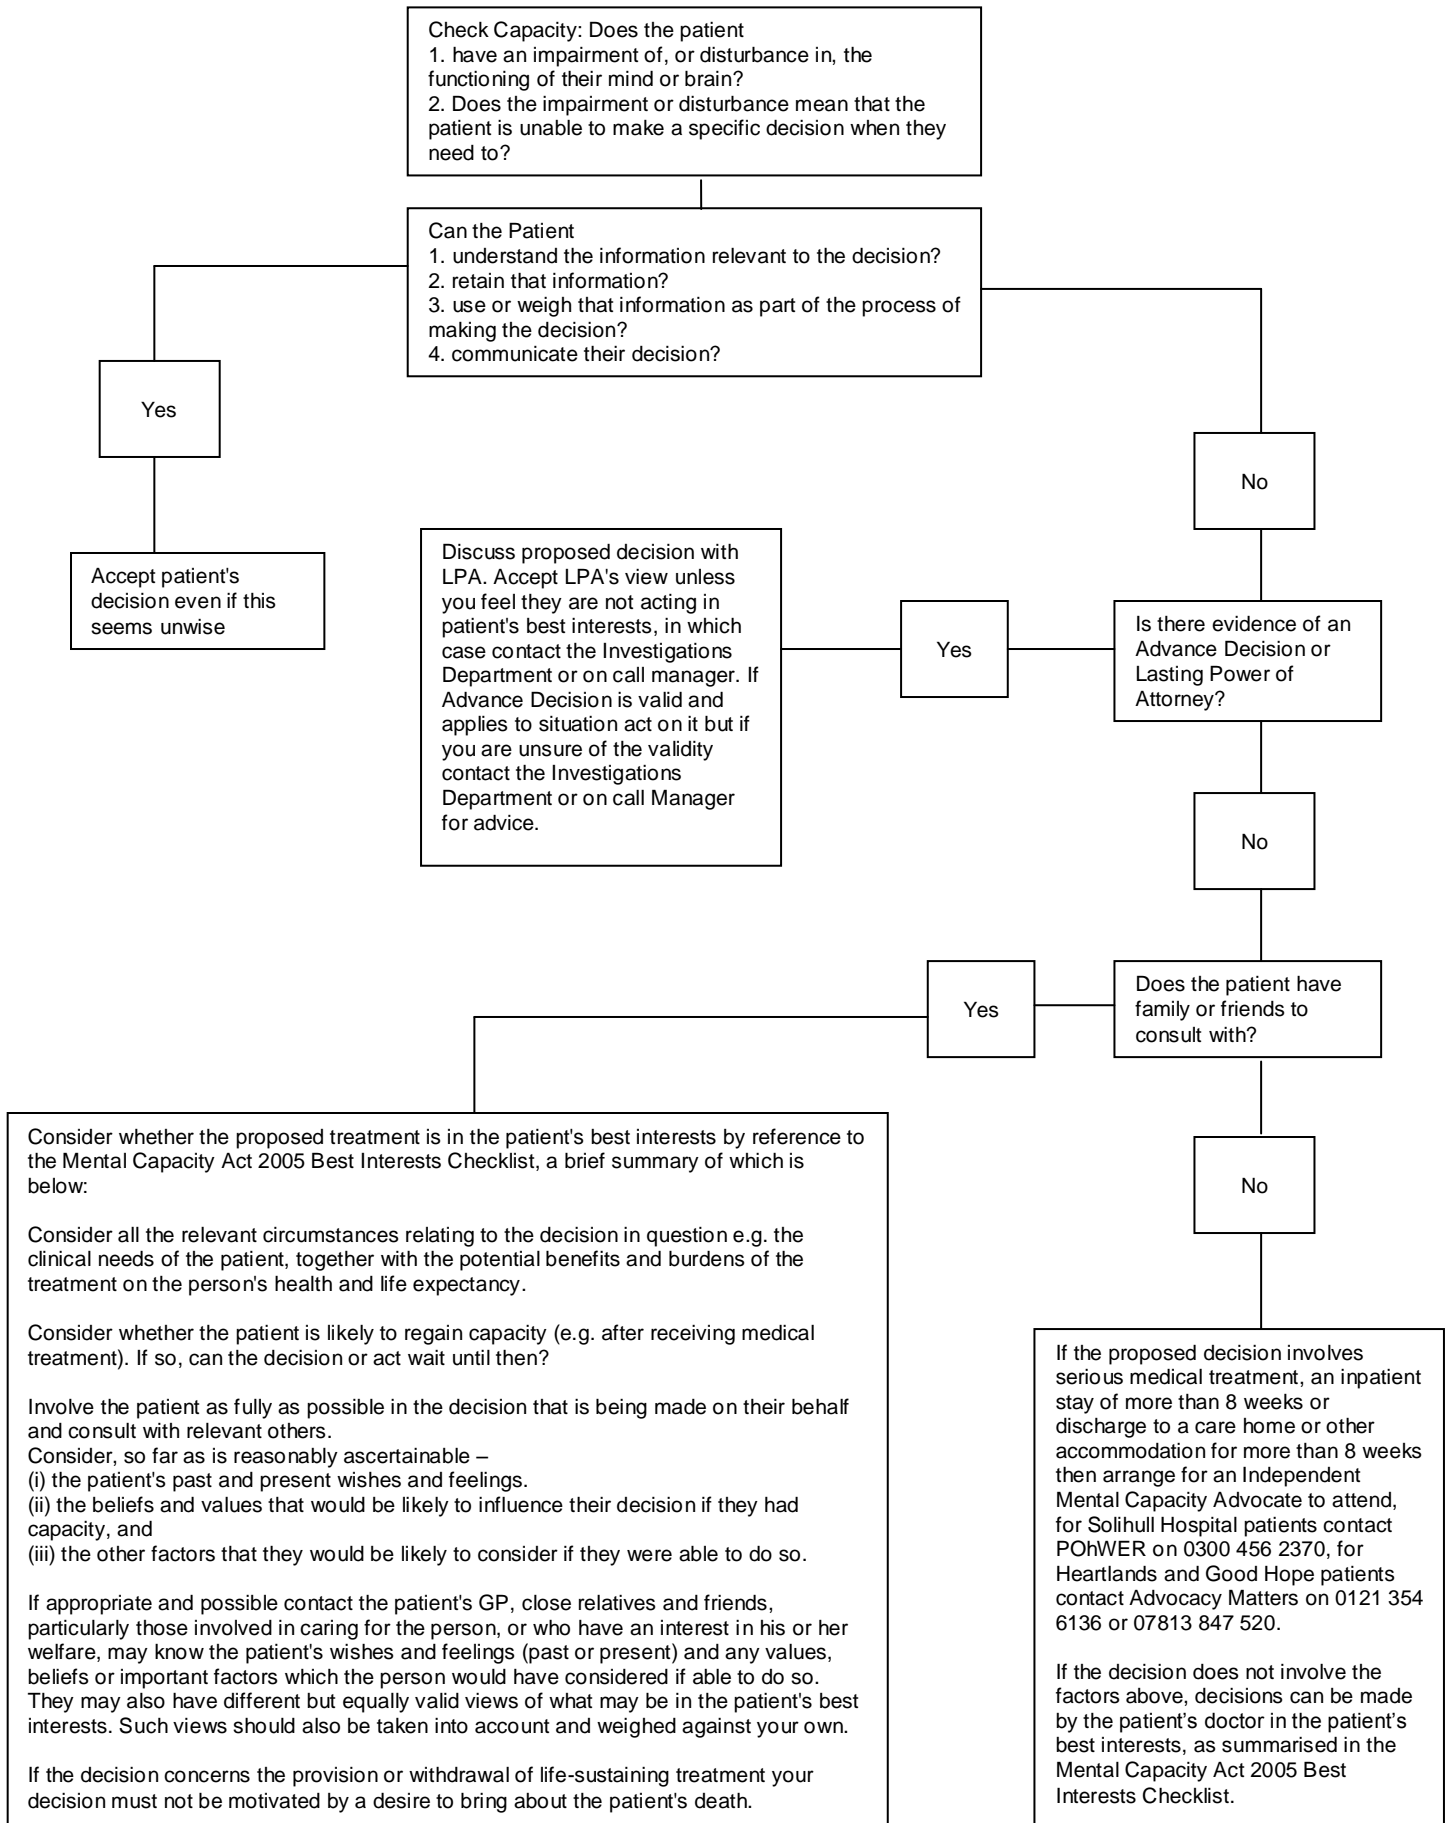 Check Capacity: Does the patient
1. have an impairment of, or disturbance in, the
functioning of their mind or brain?
2. Does the impairment or disturbance mean that the
patient is unable to make a specific decision when they
need to?
Can the Patient
1. understand the information relevant to the decision?
2. retain that information?
3. use or weigh that information as part of the process of
making the decision?
4. communicate their decision?
Yes
No
Accept patient's
decision even if this
seems unwise
Discuss proposed decision with
LPA. Accept LPA's view unless
you feel they are not acting in
patient's best interests, in which
case contact the Investigations
Department or on call manager. If
Advance Decision is valid and
applies to situation act on it but if
you are unsure of the validity
contact the Investigations
Department or on call Manager
for advice.
Yes
Is there evidence of an
Advance Decision or
Lasting Power of
Attorney?
No
Yes
Does the patient have
family or friends to
consult with?
Consider whether the proposed treatment is in the patient's best interests by reference to
the Mental Capacity Act 2005 Best Interests Checklist, a brief summary of which is
below:
Consider all the relevant circumstances relating to the decision in question e.g. the
clinical needs of the patient, together with the potential benefits and burdens of the
treatment on the person's health and life expectancy.
Consider whether the patient is likely to regain capacity (e.g. after receiving medical
treatment). If so, can the decision or act wait until then?
Involve the patient as fully as possible in the decision that is being made on their behalf
and consult with relevant others.
Consider, so far as is reasonably ascertainable –
(i) the patient's past and present wishes and feelings.
(ii) the beliefs and values that would be likely to influence their decision if they had
capacity, and
(iii) the other factors that they would be likely to consider if they were able to do so.
If appropriate and possible contact the patient's GP, close relatives and friends,
particularly those involved in caring for the person, or who have an interest in his or her
welfare, may know the patient's wishes and feelings (past or present) and any values,
beliefs or important factors which the person would have considered if able to do so.
They may also have different but equally valid views of what may be in the patient's best
interests. Such views should also be taken into account and weighed against your own.
If the decision concerns the provision or withdrawal of life-sustaining treatment your
decision must not be motivated by a desire to bring about the patient's death.
No
If the proposed decision involves
serious medical treatment, an inpatient
stay of more than 8 weeks or
discharge to a care home or other
accommodation for more than 8 weeks
then arrange for an Independent
Mental Capacity Advocate to attend,
for Solihull Hospital patients contact
POhWER on 0300 456 2370, for
Heartlands and Good Hope patients
contact Advocacy Matters on 0121 354
6136 or 07813 847 520.
If the decision does not involve the
factors above, decisions can be made
by the patient’s doctor in the patient’s
best interests, as summarised in the
Mental Capacity Act 2005 Best
Interests Checklist.